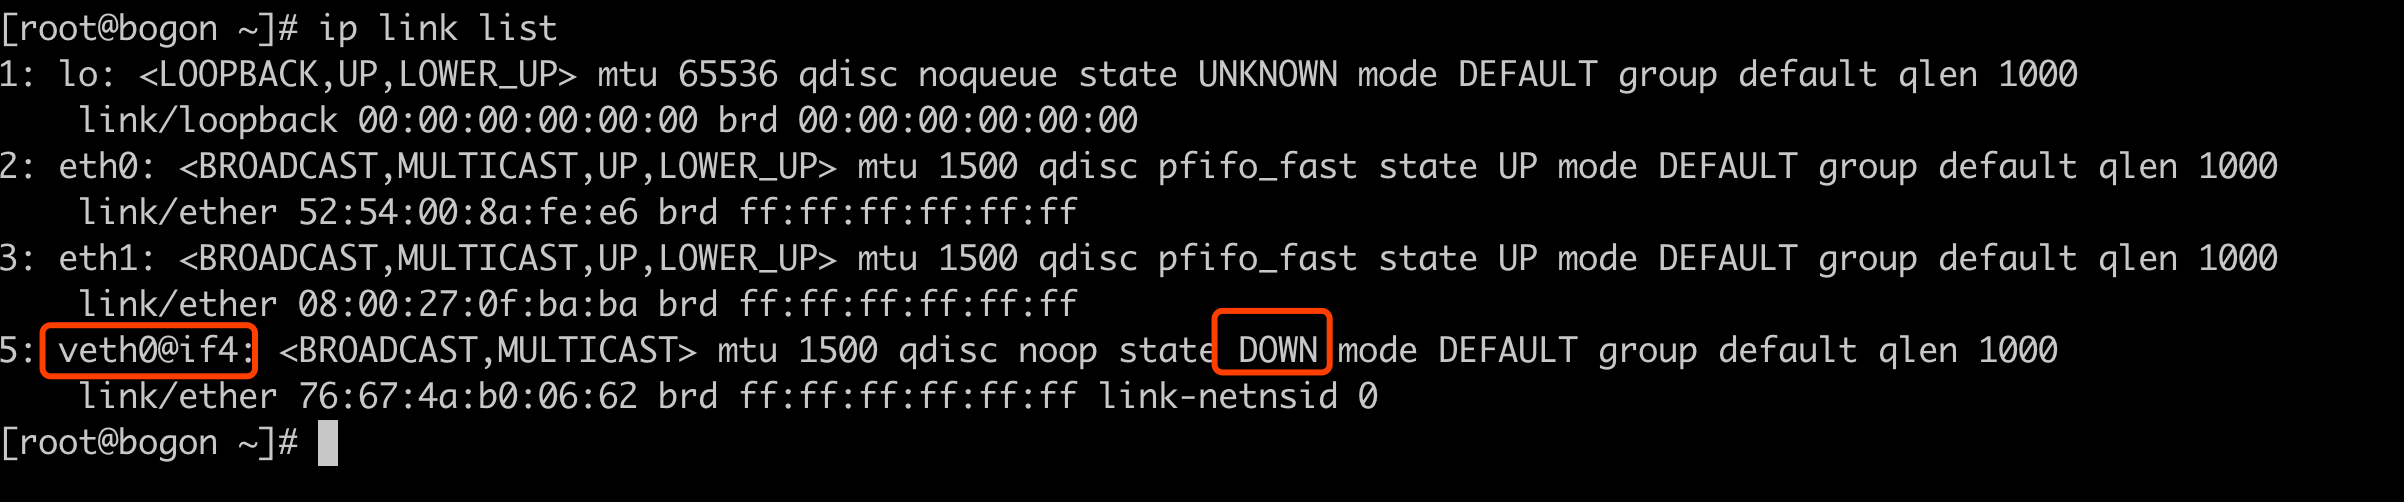 [root@bogon ~]# ip link list
1: lo: <LOOPBACK,UP,LOWER_UP> mtu 65536 qdisc noqueue state UNKNOWN mode DEFAULT group default qlen 1000
    link/loopback 00:00:00:00:00:00 brd 00:00:00:00:00:00
2: eth0: <BROADCAST,MULTICAST,UP,LOWER_UP> mtu 1500 qdisc pfifo_fast state UP mode DEFAULT group default qlen 1000
    link/ether 52:54:00:8a:fe:e6 brd ff:ff:ff:ff:ff:ff
3: eth1: <BROADCAST,MULTICAST,UP,LOWER_UP> mtu 1500 qdisc pfifo_fast state UP mode DEFAULT group default qlen 1000
    link/ether 08:00:27:0f:ba:ba brd ff:ff:ff:ff:ff:ff
5: veth0@if4: <BROADCAST,MULTICAST> mtu 1500 qdisc noop state DOWN mode DEFAULT group default qlen 1000
    link/ether 76:67:4a:b0:06:62 brd ff:ff:ff:ff:ff:ff link-netnsid 0
[root@bogon ~]#